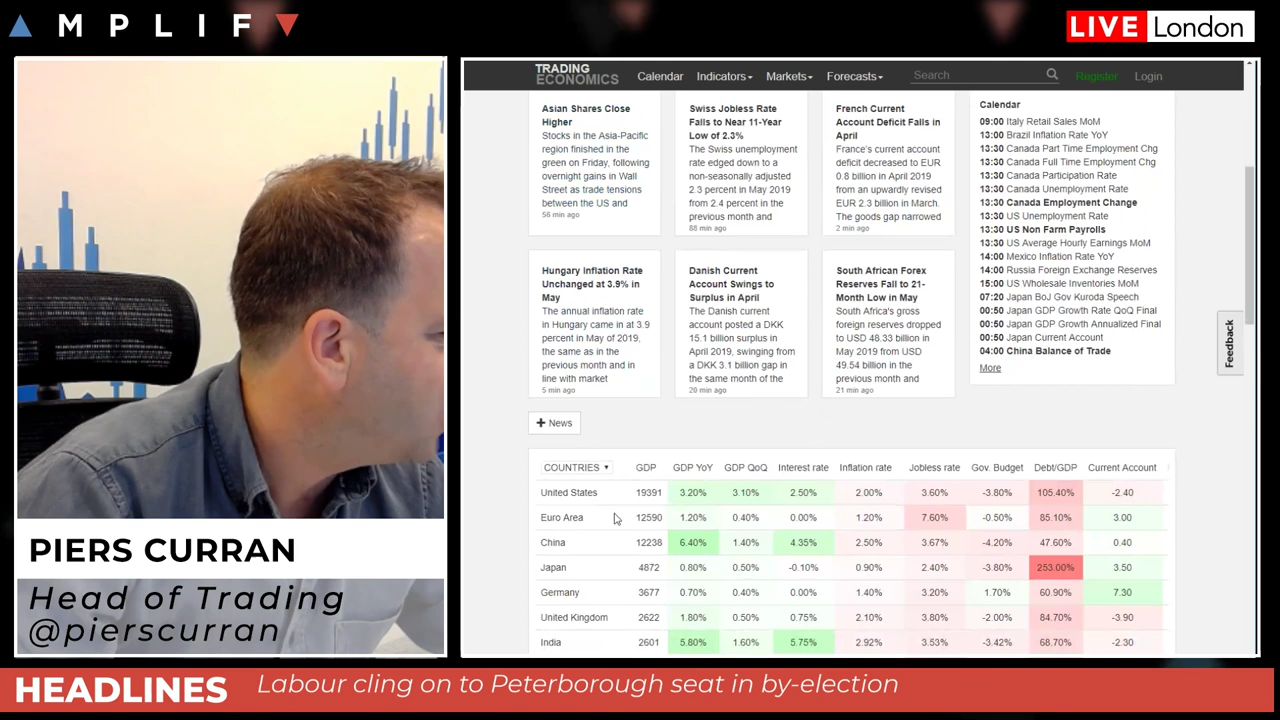 AMPLIFY
LIVE London
TRADING
ECONOMICS
Calendar
Indicators
Markets
Forecasts
Search
Register
Login
Asian Shares Close
Higher
Stocks in the Asia-Pacific
region finished in the
green on Friday, following
overnight gains in Wall
Street as trade tensions
between the US and
56 min ago
Swiss Jobless Rate
Falls to Near 11-Year
Low of 2.3%
The Swiss unemployment
rate edged down to a
non-seasonally adjusted
2.3 percent in May 2019
from 2.4 percent in the
previous month and
88 min ago
French Current
Account Deficit Falls in
April
France's current account
deficit decreased to EUR
0.8 billion in April 2019
from an upwardly revised
EUR 2.3 billion in March.
The goods gap narrowed
2 min ago
Calendar
09:00 Italy Retail Sales MoM
13:00 Brazil Inflation Rate YoY
13:30 Canada Part Time Employment Chg
13:30 Canada Full Time Employment Chg
13:30 Canada Participation Rate
13:30 Canada Unemployment Rate
13:30 Canada Employment Change
13:30 US Unemployment Rate
13:30 US Non Farm Payrolls
13:30 US Average Hourly Earnings MoM
14:00 Mexico Inflation Rate YoY
14:00 Russia Foreign Exchange Reserves
15:00 US Wholesale Inventories MoM
07:20 Japan BoJ Gov Kuroda Speech
00:50 Japan GDP Growth Rate QoQ Final
00:50 Japan GDP Growth Annualized Final
00:50 Japan Current Account
04:00 China Balance of Trade
More
Feedback
Hungary Inflation Rate
Unchanged at 3.9% in
May
The annual inflation rate
in Hungary came in at 3.9
percent in May of 2019,
the same as in the
previous month and in
line with market
5 min ago
Danish Current
Account Swings to
Surplus in April
The Danish current
account posted a DKK
15.1 billion surplus in
April 2019, swinging from
a DKK 3.1 billion gap in
the same month of the
20 min ago
South African Forex
Reserves Fall to 21-
Month Low in May
South Africa's gross
foreign reserves dropped
to USD 48.33 billion in
May 2019 from USD
49.54 billion in the
previous month and
21 min ago
+ News
COUNTRIES GDP GDP YoY GDP QoQ Interest rate Inflation rate Jobless rate Gov. Budget Debt/GDP Current Account
United States 19391 3.20% 3.10% 2.50% 2.00% 3.60% -3.80% 105.40% -2.40
Euro Area 12590 1.20% 0.40% 0.00% 1.20% 7.60% -0.50% 85.10% 3.00
China 12238 6.40% 1.40% 4.35% 2.50% 3.67% -4.20% 47.60% 0.40
Japan 4872 0.80% 0.50% -0.10% 0.90% 2.40% -3.80% 253.00% 3.50
Germany 3677 0.70% 0.40% 0.00% 1.40% 3.20% 1.70% 60.90% 7.30
United Kingdom 2622 1.80% 0.50% 0.75% 2.10% 3.80% -2.00% 84.70% -3.90
India 2601 5.80% 1.60% 5.75% 2.92% 3.53% -3.42% 68.70% -2.30
PIERS CURRAN
Head of Trading
@pierscurran
HEADLINES
Labour cling on to Peterborough seat in by-election